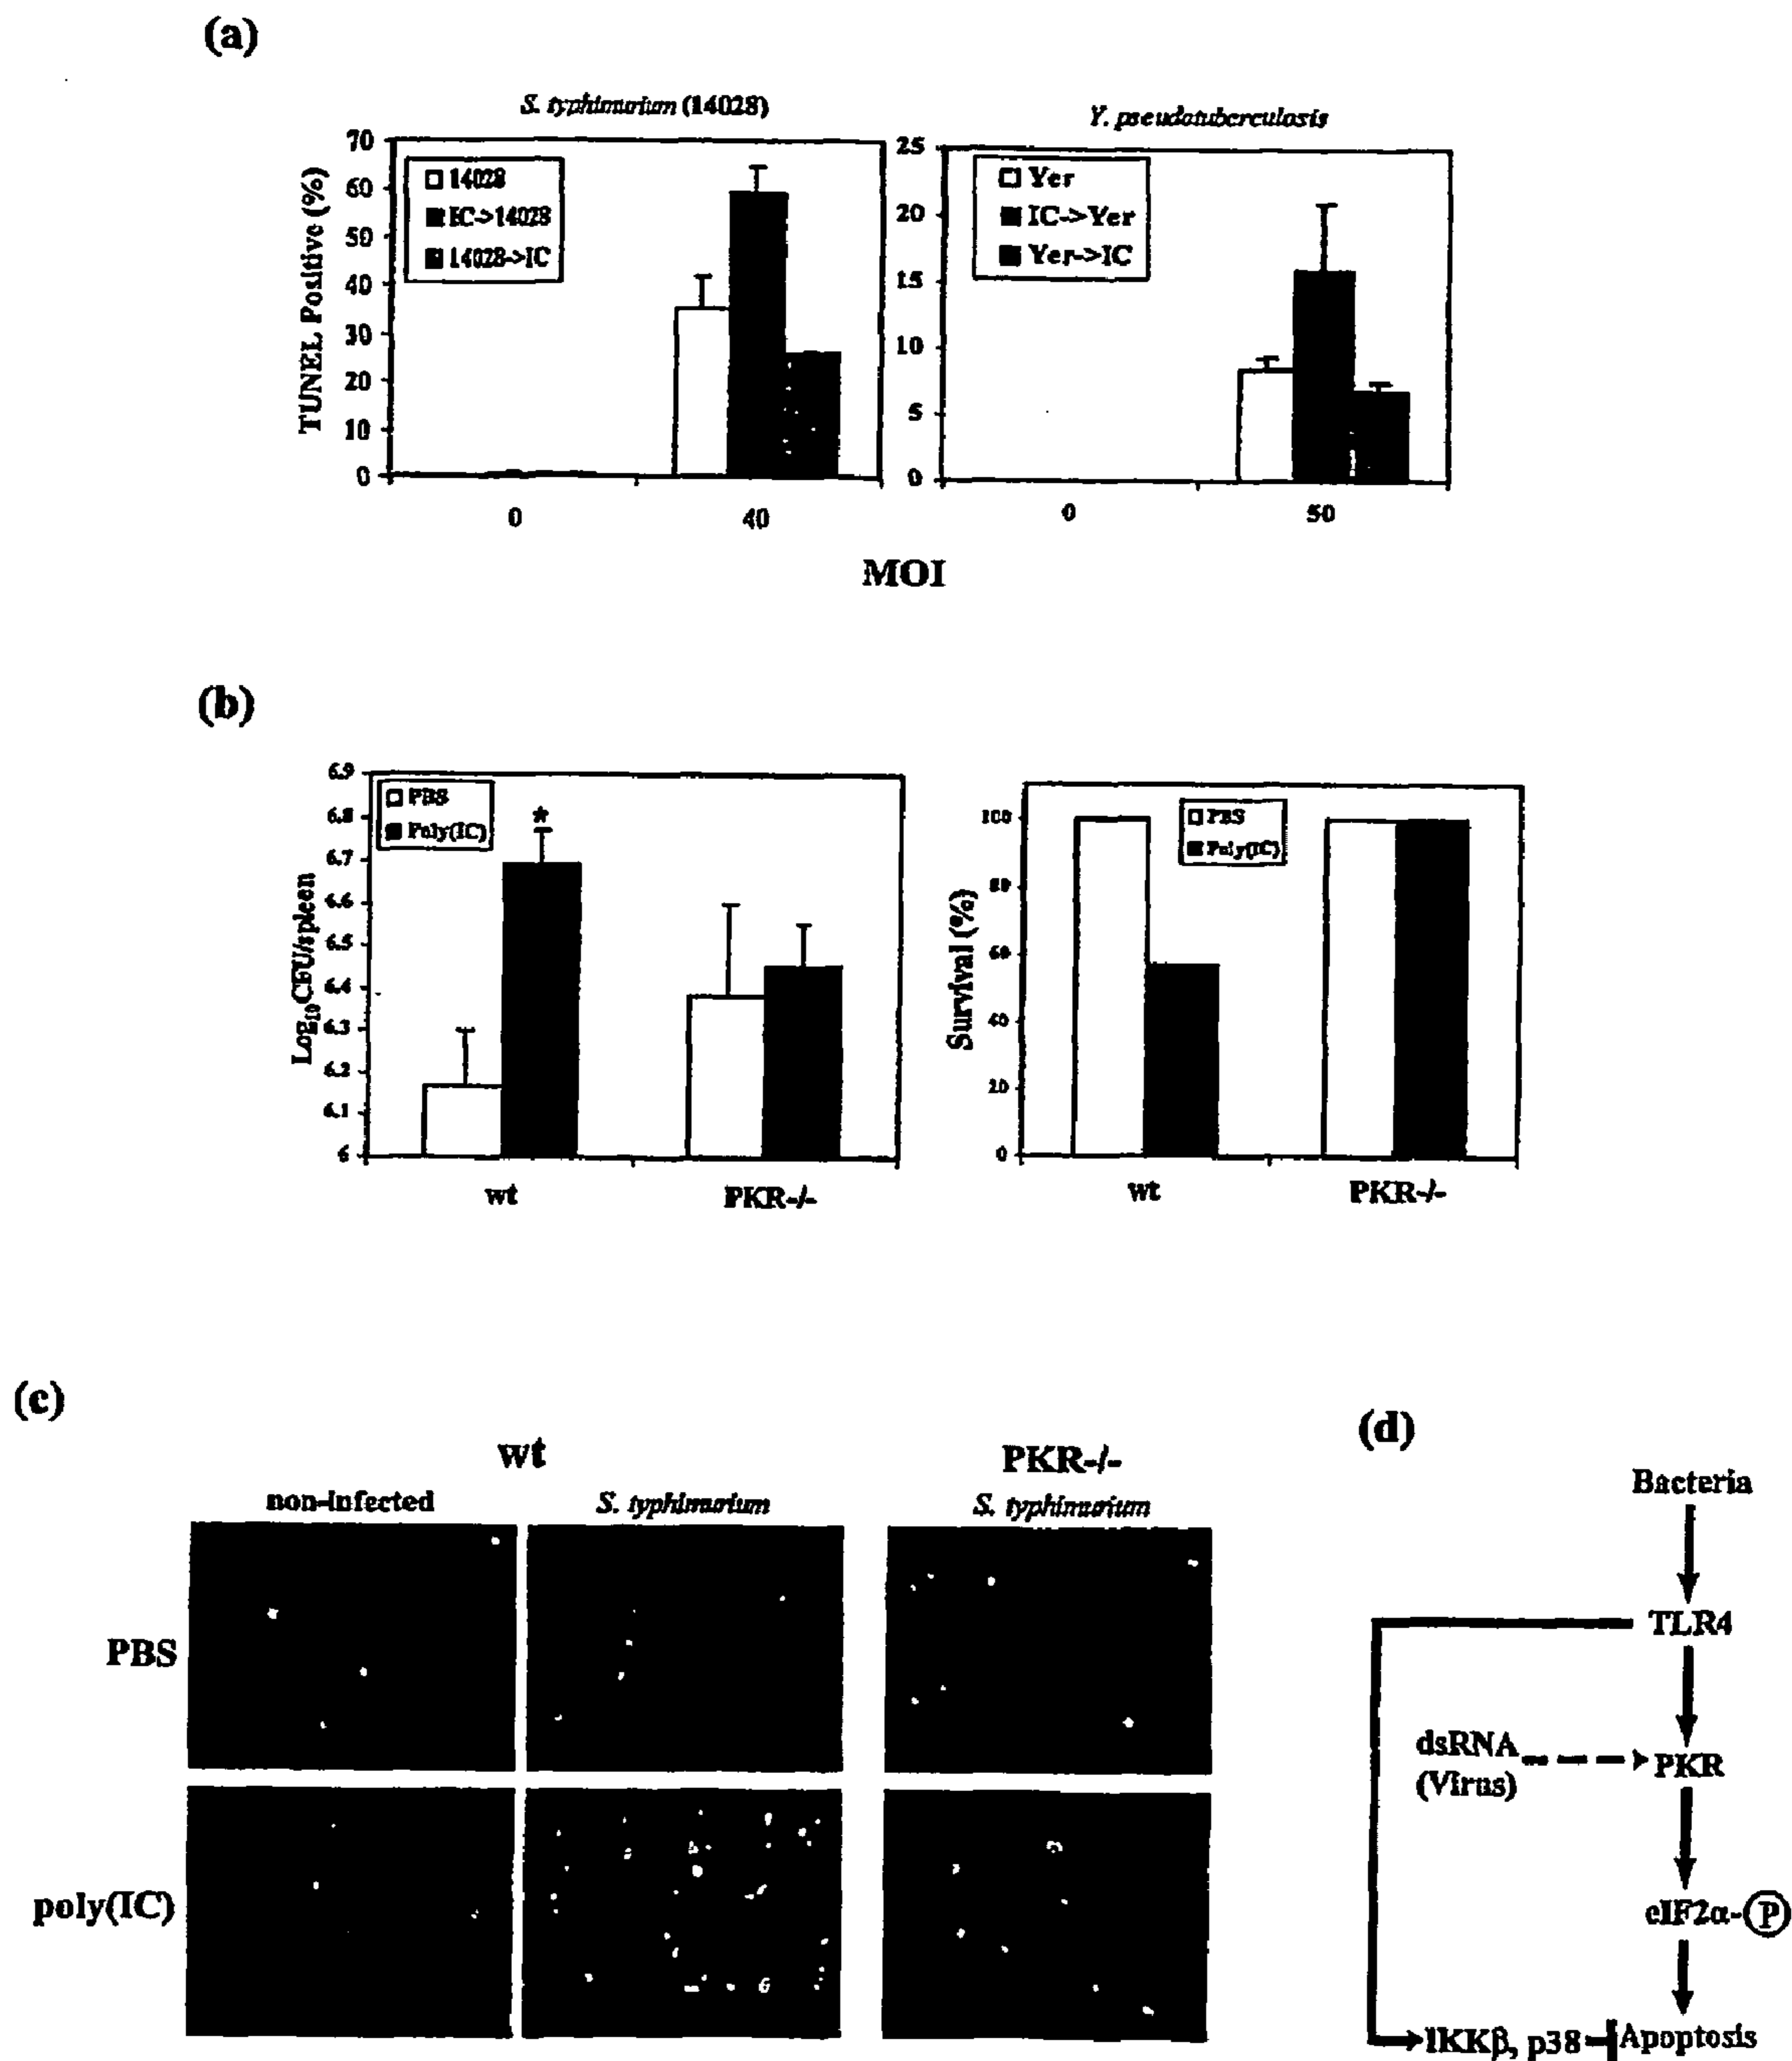 (a)
S. typhimurium (14028)
Y. pseudotuberculosis
TUNEL Positive (%)
70
60
50
40
30
20
10
0
14028
IC->14028
14028->IC
0
40
25
20
15
10
5
0
Yer
IC->Yer
Yer->IC
0
50
MOI
(b)
Log10CFU/spleen
6.9
6.8
6.7
6.6
6.5
6.4
6.3
6.2
6.1
6
PBS
Poly(IC)
*
wt
PKR-/-
Survival (%)
100
80
60
40
20
0
PBS
Poly(IC)
wt
PKR-/-
(c)
wt
PKR-/-
non-infected
S. typhimurium
S. typhimurium
PBS
poly(IC)
(d)
Bacteria
TLR4
dsRNA
(Virus)
PKR
eIF2α-P
IKKβ, p38
Apoptosis